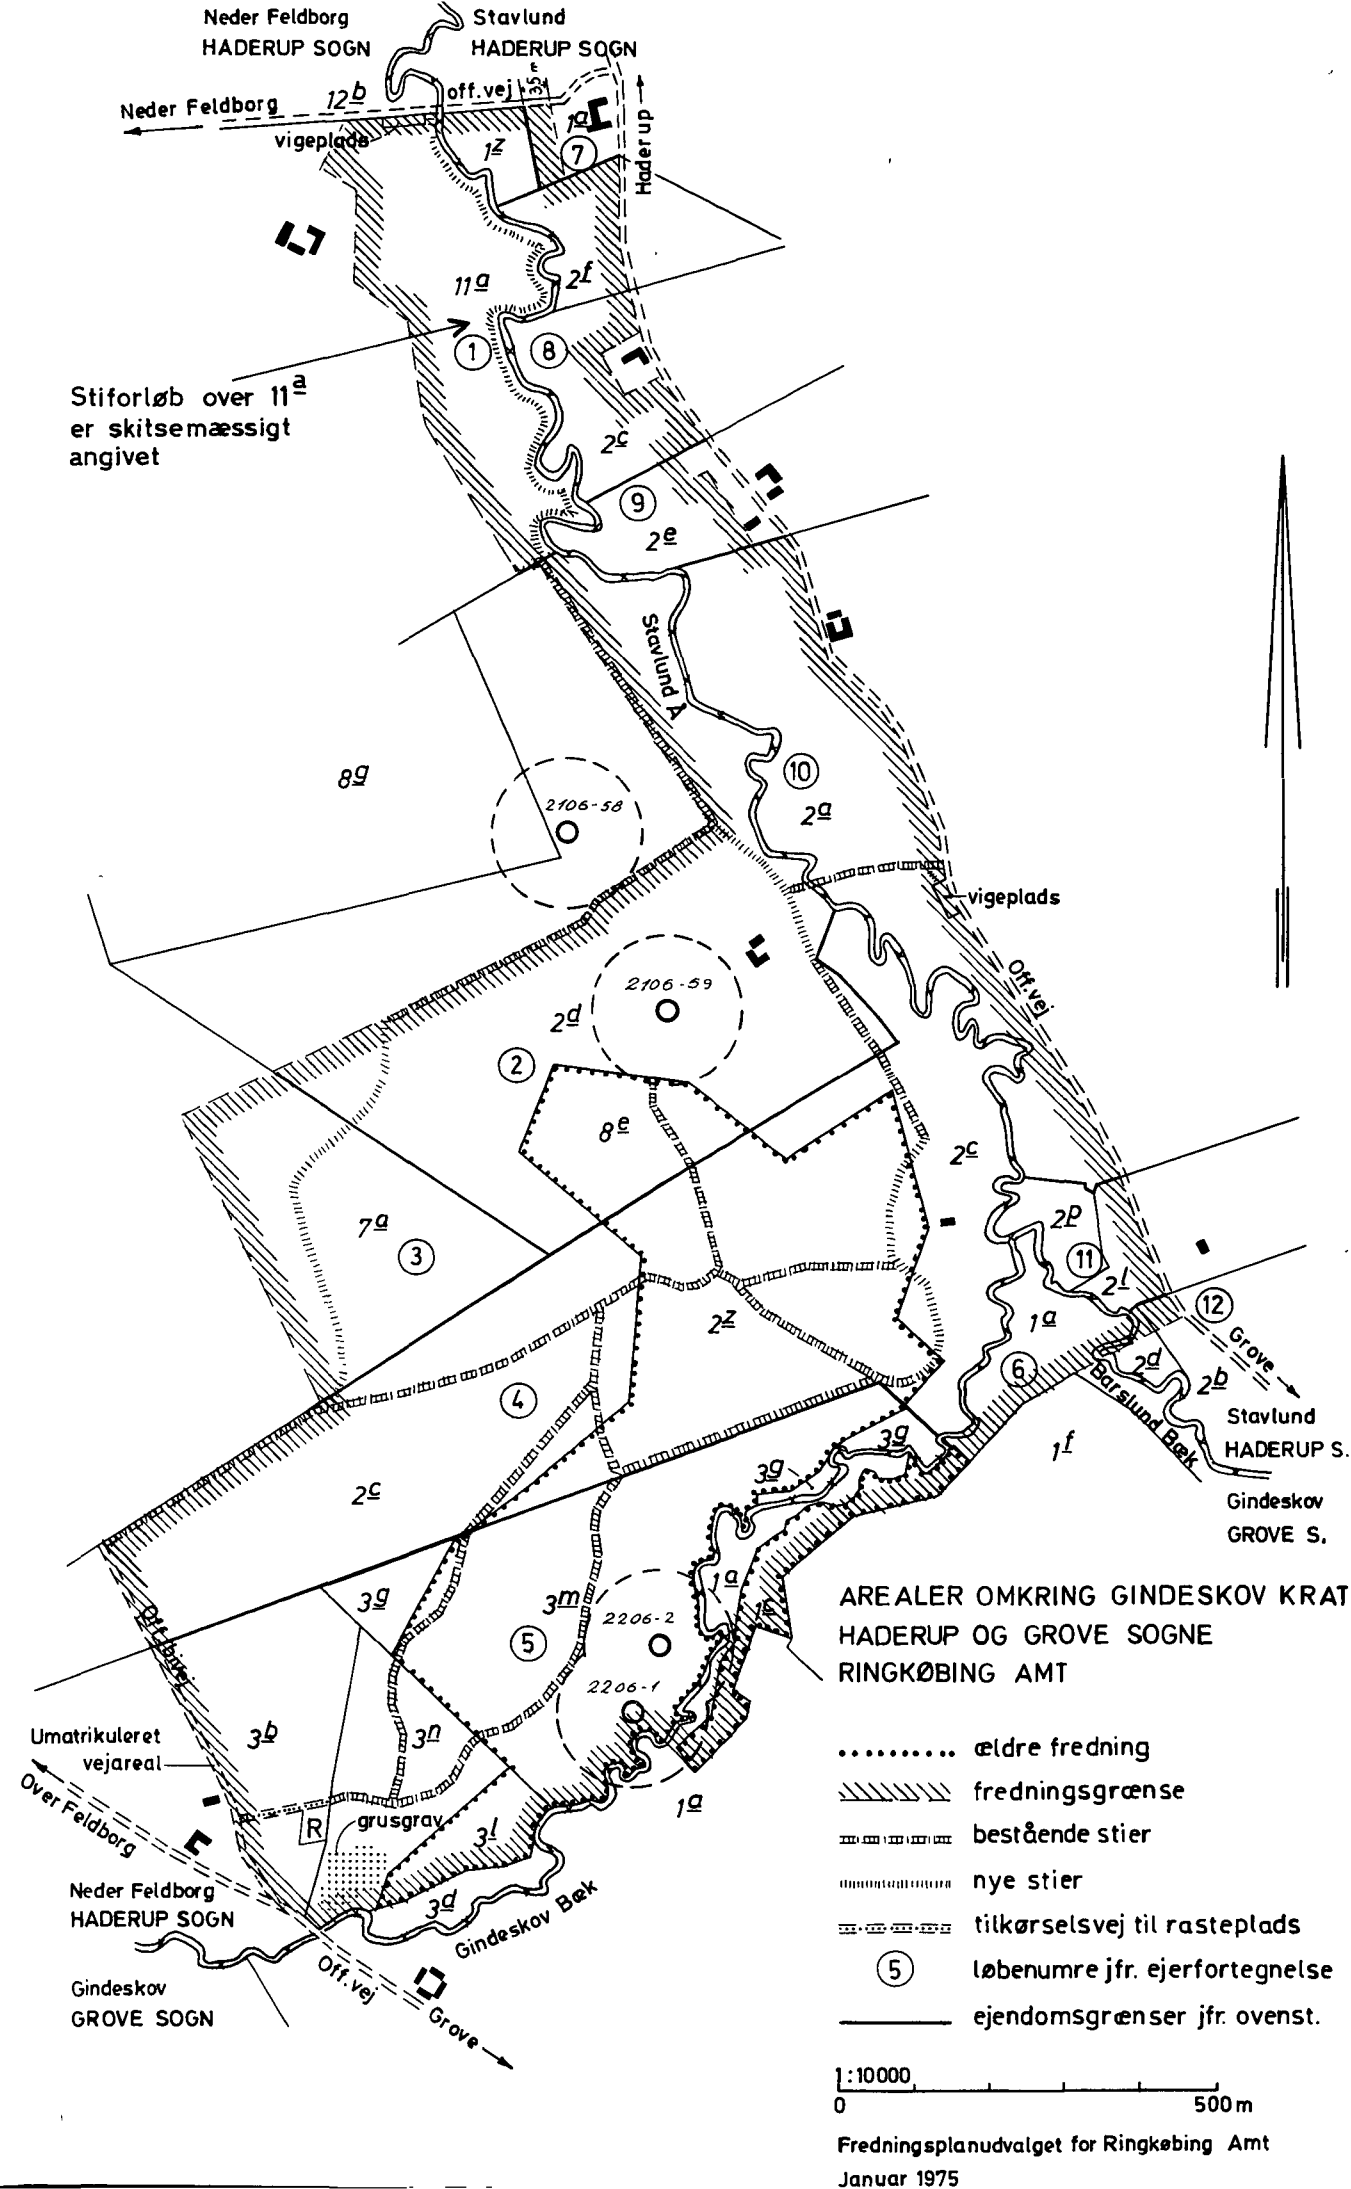 Neder Feldborg
HADERUP SOGN
Stavlund
HADERUP SOGN
Neder Feldborg
12b
off. vej
35 m
1a
7
Haderup
vigeplads
1z
11a
2f
1
8
Stiforløb over 11a
er skitsemæssigt
angivet
2c
9
2e
Stavlund Å
8g
2106-58
10
2a
vigeplads
2106-59
Off. vej
2d
2
8e
2c
7a
3
2p
11
2l
12
Grove
1a
2z
6
2d
2b
Barslund Bæk
4
Stavlund
HADERUP S.
1f
3g
3g
Gindeskov
GROVE S.
2c
1a
3g
3m
2206-2
5
2206-1
Off. bivej
AREALER OMKRING GINDESKOV KRAT
HADERUP OG GROVE SOGNE
RINGKØBING AMT
Umatrikuleret
vejareal
3b
3n
Over Feldborg
R
grusgrav
3l
1a
3d
Neder Feldborg
HADERUP SOGN
Gindeskov Bæk
Off. vej
Gindeskov
GROVE SOGN
Grove
ældre fredning
fredningsgrænse
bestående stier
nye stier
tilkørselsvej til rasteplads
5 løbenumre jfr. ejerfortegnelse
ejendomsgrænser jfr. ovenst.
1:10000
0 500 m
Fredningsplanudvalget for Ringkøbing Amt
Januar 1975